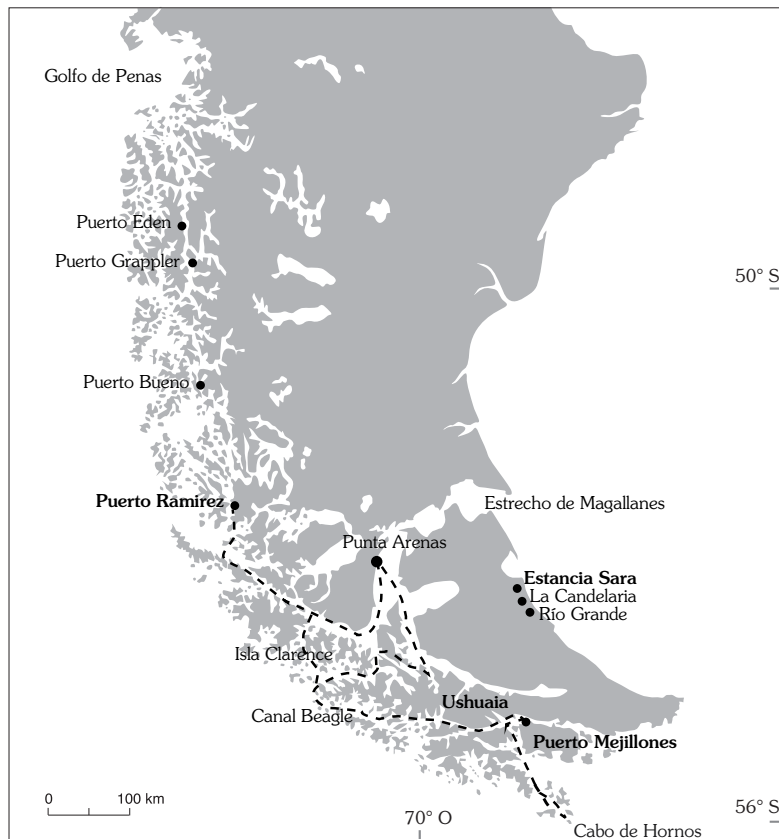 Golfo de Penas
Puerto Eden
Puerto Grappler
50° S
Puerto Bueno
Puerto Ramirez
Estrecho de Magallanes
Punta Arenas
Estancia Sara
La Candelaria
Río Grande
Isla Clarence
Ushuaia
Canal Beagle
Puerto Mejillones
0 100 km
70° O
56° S
Cabo de Hornos